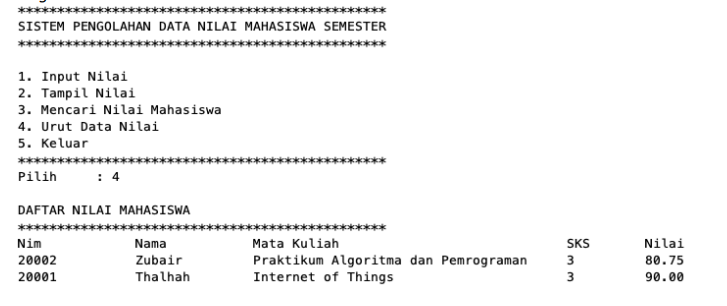 ***********************************************
SISTEM PENGOLAHAN DATA NILAI MAHASISWA SEMESTER
***********************************************
1. Input Nilai
2. Tampil Nilai
3. Mencari Nilai Mahasiswa
4. Urut Data Nilai
5. Keluar
***********************************************
Pilih : 4
DAFTAR NILAI MAHASISWA
***********************************************
Nim Nama Mata Kuliah SKS Nilai
20002 Zubair Praktikum Algoritma dan Pemrograman 3 80.75
20001 Thalhah Internet of Things 3 90.00